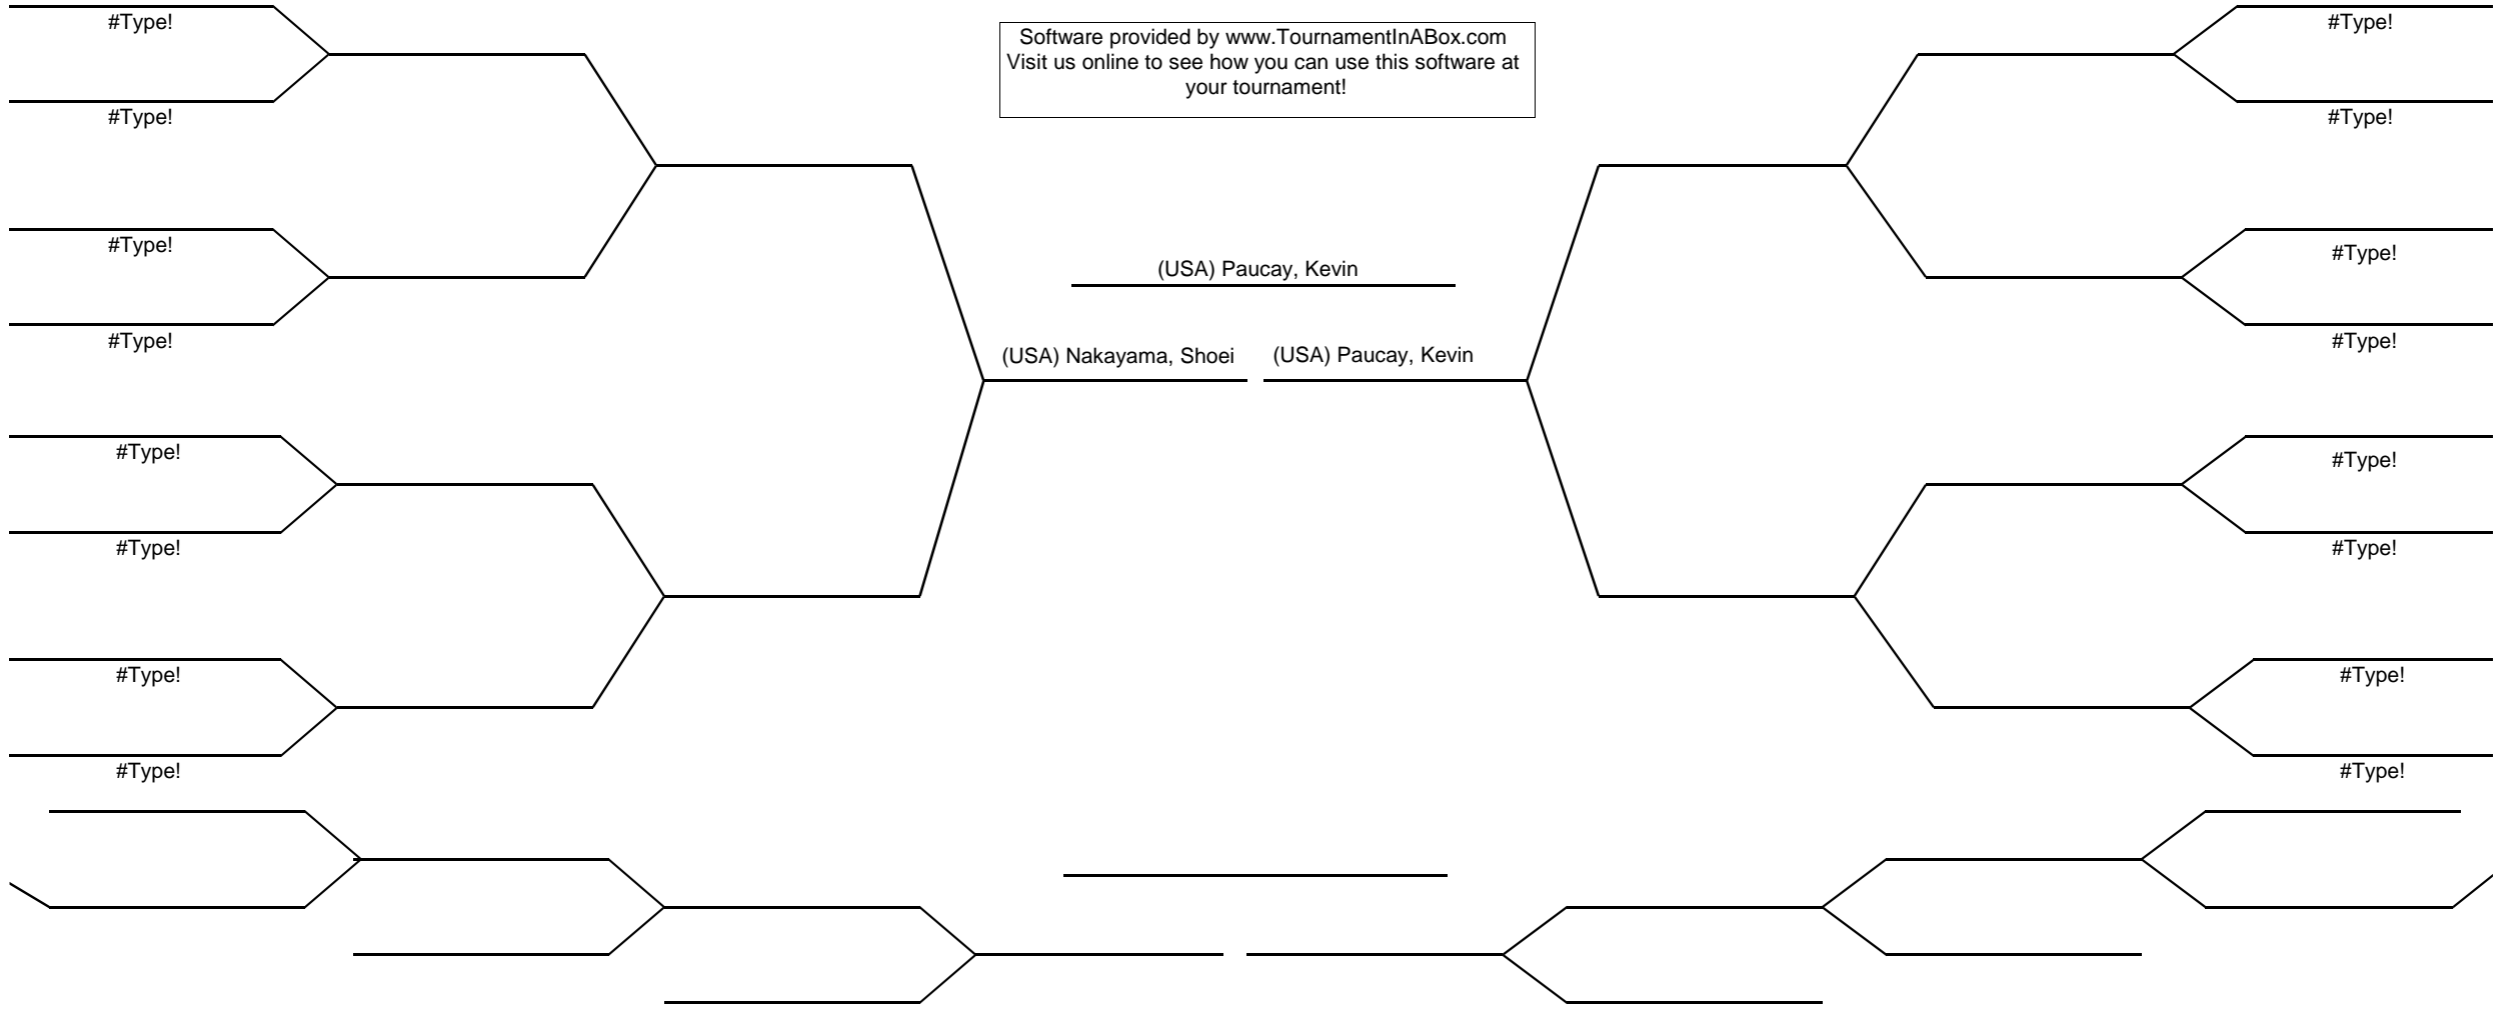 #Type!
Software provided by www.TournamentInABox.com
Visit us online to see how you can use this software at
your tournament!
#Type!
#Type!
#Type!
#Type!
#Type!
(USA) Paucay, Kevin
#Type!
#Type!
(USA) Nakayama, Shoei
(USA) Paucay, Kevin
#Type!
#Type!
#Type!
#Type!
#Type!
#Type!
#Type!
#Type!